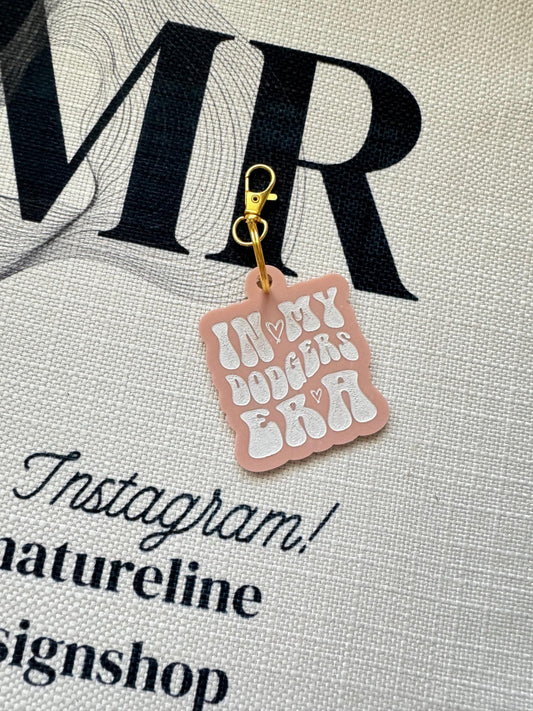 MR
IN MY
DODGERS
ERA
Instagram!
natureline
signshop